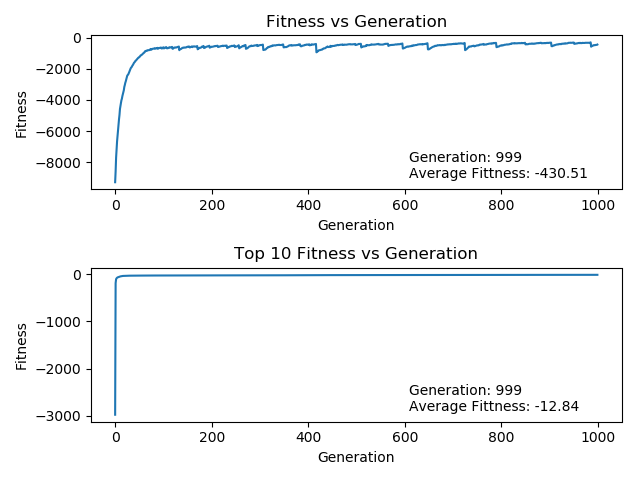 Fitness vs Generation
0
−2000
−4000
−6000
−8000
Fitness
Generation: 999
Average Fittness: -430.51
0 200 400 600 800 1000
Generation
Top 10 Fitness vs Generation
0
−1000
−2000
−3000
Fitness
Generation: 999
Average Fittness: -12.84
0 200 400 600 800 1000
Generation